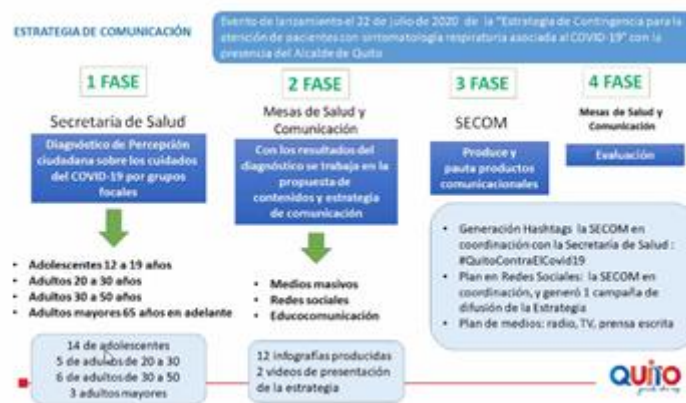 ESTRATEGIA DE COMUNICACIÓN
Evento de lanzamiento el 22 de julio de 2020 de la "Estrategia de Contingencia para la
atención de pacientes con sintomatología respiratoria asociada al COVID-19" con la
presencia del Alcalde de Quito
1 FASE
Secretaría de Salud
Diagnóstico de Percepción
ciudadana sobre los cuidados
del COVID-19 por grupos
focales
• Adolescentes 12 a 19 años
• Adultos 20 a 30 años
• Adultos 30 a 50 años
• Adultos mayores 65 años en adelante
14 de adolescentes
5 de adultos de 20 a 30
6 de adultos de 30 a 50
3 adultos mayores
2 FASE
Mesas de Salud y
Comunicación
Con los resultados del
diagnóstico se trabaja en la
propuesta de
contenidos y estrategia
de comunicación
• Medios masivos
• Redes sociales
• Educocomunicación
12 infografías producidas
2 videos de presentación
de la estrategia
3 FASE
SECOM
Produce y
pauta productos
comunicacionales
4 FASE
Mesas de Salud y
Comunicación
Evaluación
• Generación Hashtags la SECOM en
coordinación con la Secretaría de Salud :
#QuitoContraElCovid19
• Plan en Redes Sociales: la SECOM en
coordinación, y generó 1 campaña de
difusión de la Estrategia
• Plan de medios: radio, TV, prensa escrita
QUITO